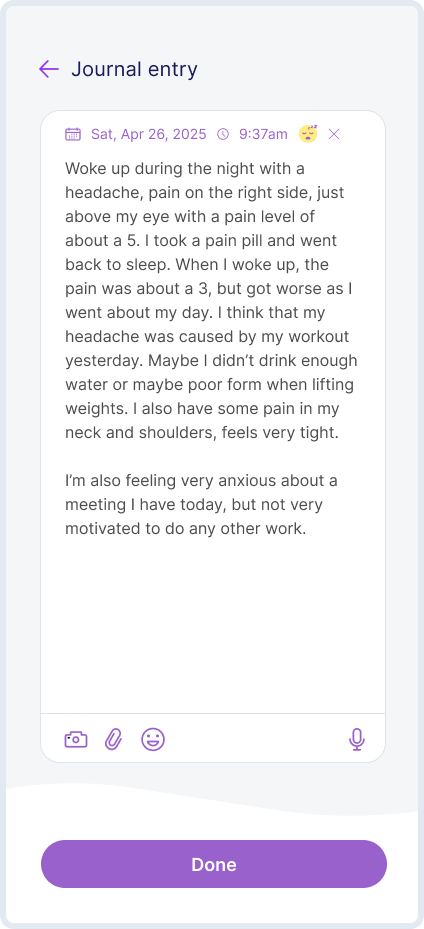 Journal entry
Sat, Apr 26, 2025 9:37am
Woke up during the night with a
headache, pain on the right side, just
above my eye with a pain level of
about a 5. I took a pain pill and went
back to sleep. When I woke up, the
pain was about a 3, but got worse as I
went about my day. I think that my
headache was caused by my workout
yesterday. Maybe I didn’t drink enough
water or maybe poor form when lifting
weights. I also have some pain in my
neck and shoulders, feels very tight.
I’m also feeling very anxious about a
meeting I have today, but not very
motivated to do any other work.
Done